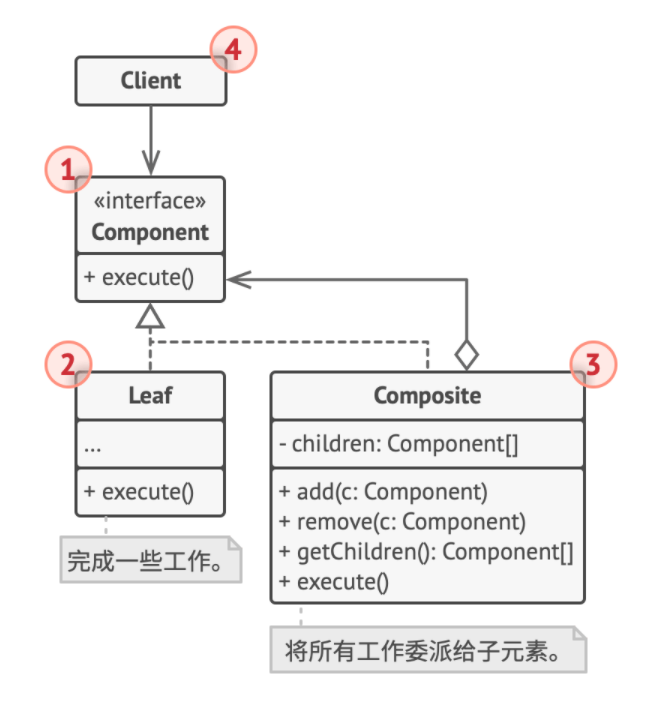 4
Client
1
«interface»
Component
+ execute()
2
3
Leaf
Composite
...
- children: Component[]
+ execute()
+ add(c: Component)
+ remove(c: Component)
+ getChildren(): Component[]
+ execute()
完成一些工作。
将所有工作委派给子元素。